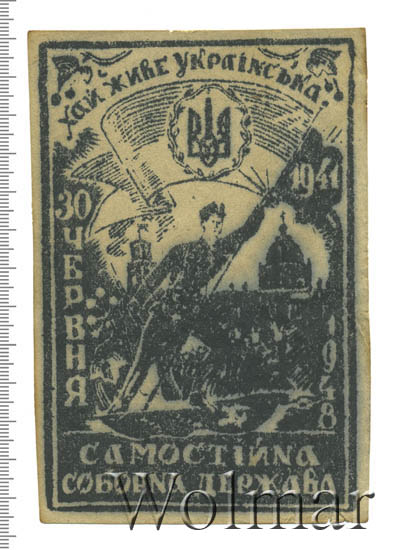 ХАЙ ЖИВЕ УКРАЇНСЬКА
1941
30
ЧЕРВНЯ
1948
САМОСТІЙНА
СОБОРНА ДЕРЖАВА
Wolmar